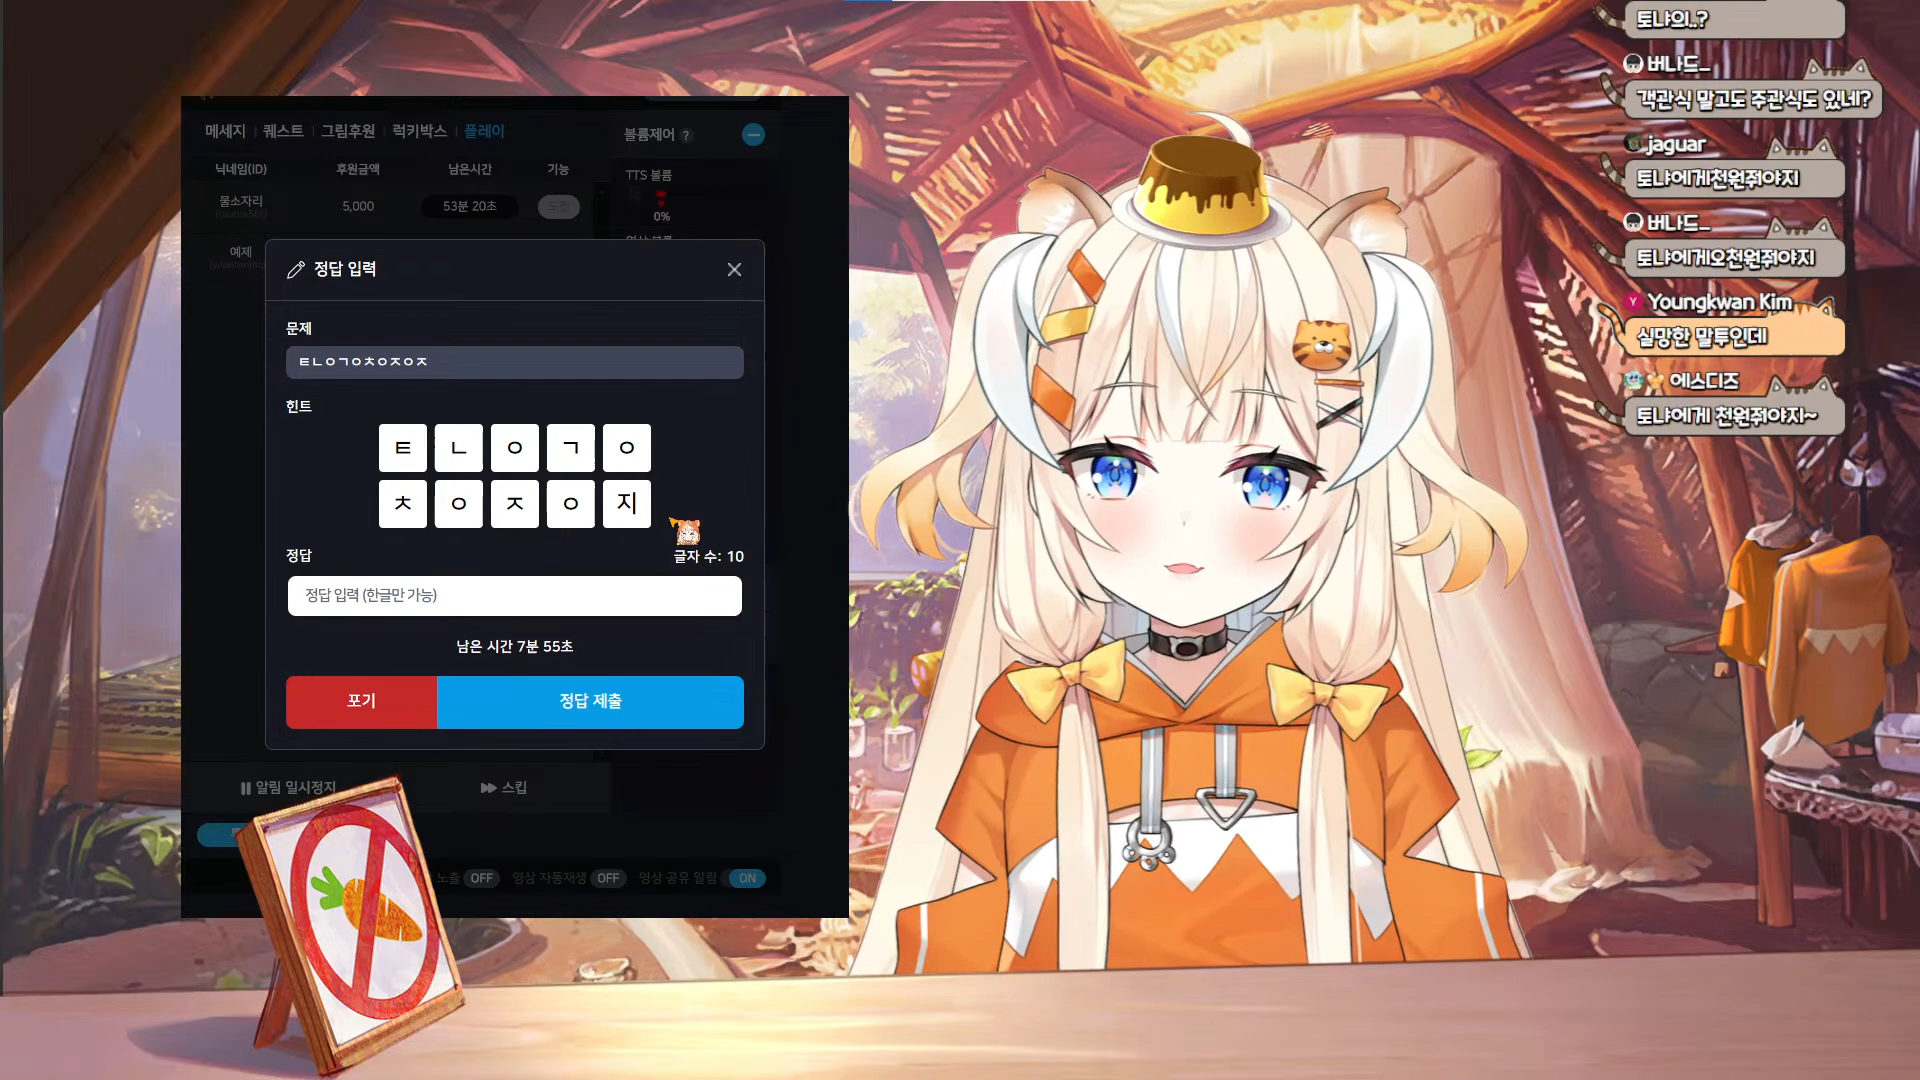 메세지 퀘스트 그림후원 럭키박스 플레이
볼륨제어 ?
닉네임(ID) 후원금액 남은시간 기능
TTS 볼륨
물소자리 5,000 53분 20초 도전
0%
예제
정답 입력
문제
ㅌㄴㅇㄱㅇㅊㅇㅈㅇㅈ
힌트
ㅌ ㄴ ㅇ ㄱ ㅇ
ㅊ ㅇ ㅈ ㅇ 지
정답
글자 수: 10
정답 입력 (한글만 가능)
남은 시간 7분 55초
포기
정답 제출
알림 일시정지
스킵
노출 OFF 영상 자동재생 OFF 영상 공유 알림 ON
토냐의..?
버나드_
객관식 말고도 주관식도 있네?
jaguar
토냐에게천원줘야지
버나드_
토냐에게오천원줘야지
Y Youngkwan Kim
실망한 말투인데
에스디즈
토냐에게 천원줘야지~